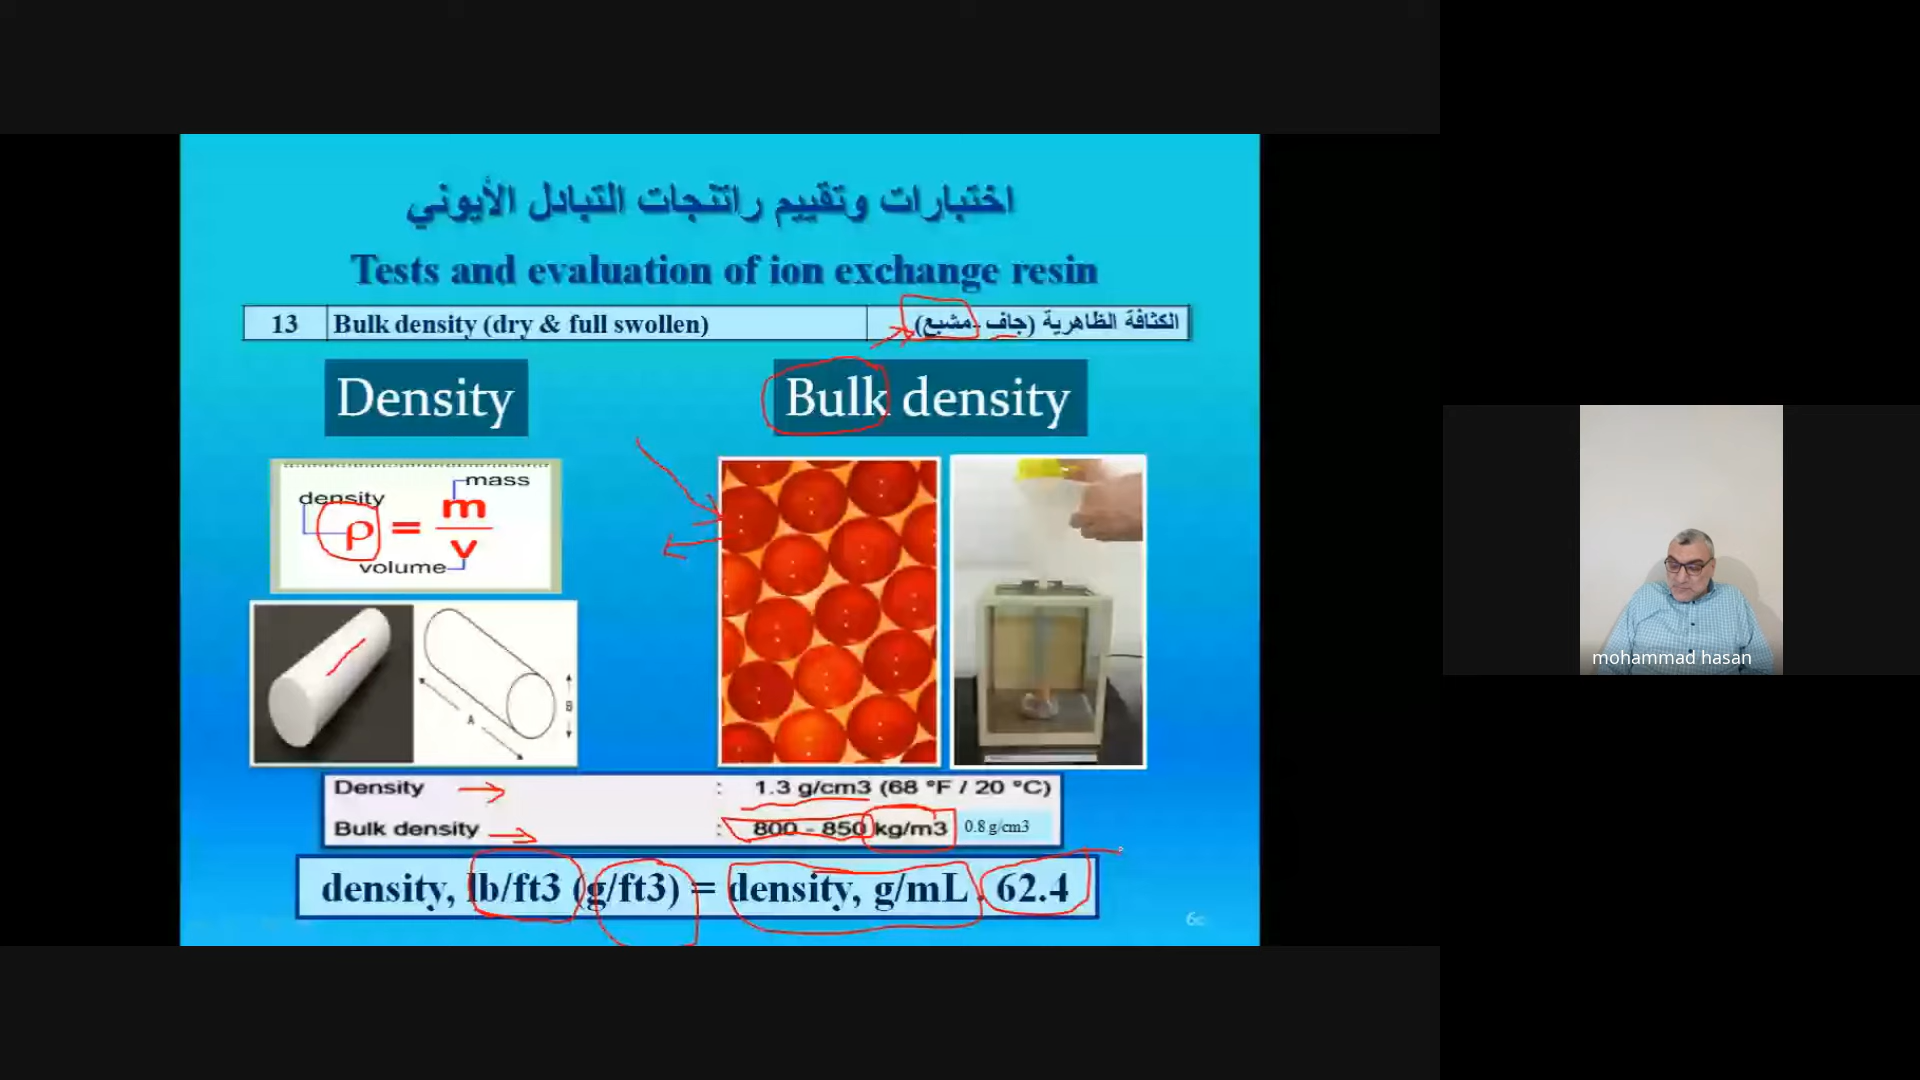 اختبارات وتقييم راتنجات التبادل الأيوني
Tests and evaluation of ion exchange resin
13 Bulk density (dry & full swollen) الكثافة الظاهرية (جاف -مشبع)
Density
Bulk density
mass
density
ρ = m
v
volume
A
B
Density : 1.3 g/cm3 (68 °F / 20 °C)
Bulk density : 800 - 850 kg/m3 0.8 g/cm3
density, lb/ft3 (g/ft3) = density, g/mL . 62.4
mohammad hasan